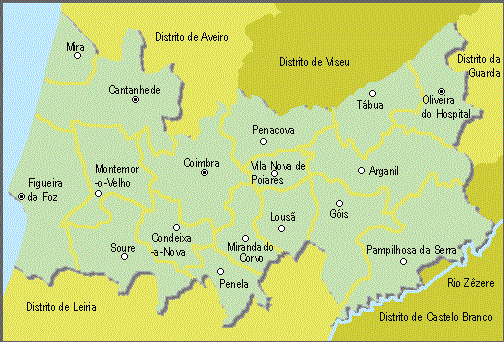 Distrito de Aveiro
Mira
Distrito de Viseu
Distrito da
Guarda
Cantanhede
Tábua
Oliveira
do Hospital
Penacova
Coimbra
Vila Nova de
Poiares
Arganil
Montemor
-o-Velho
Figueira
da Foz
Lousã
Góis
Soure
Condeixa
-a-Nova
Miranda do
Corvo
Pampilhosa da Serra
Penela
Rio Zêzere
Distrito de Leiria
Distrito de Castelo Branco